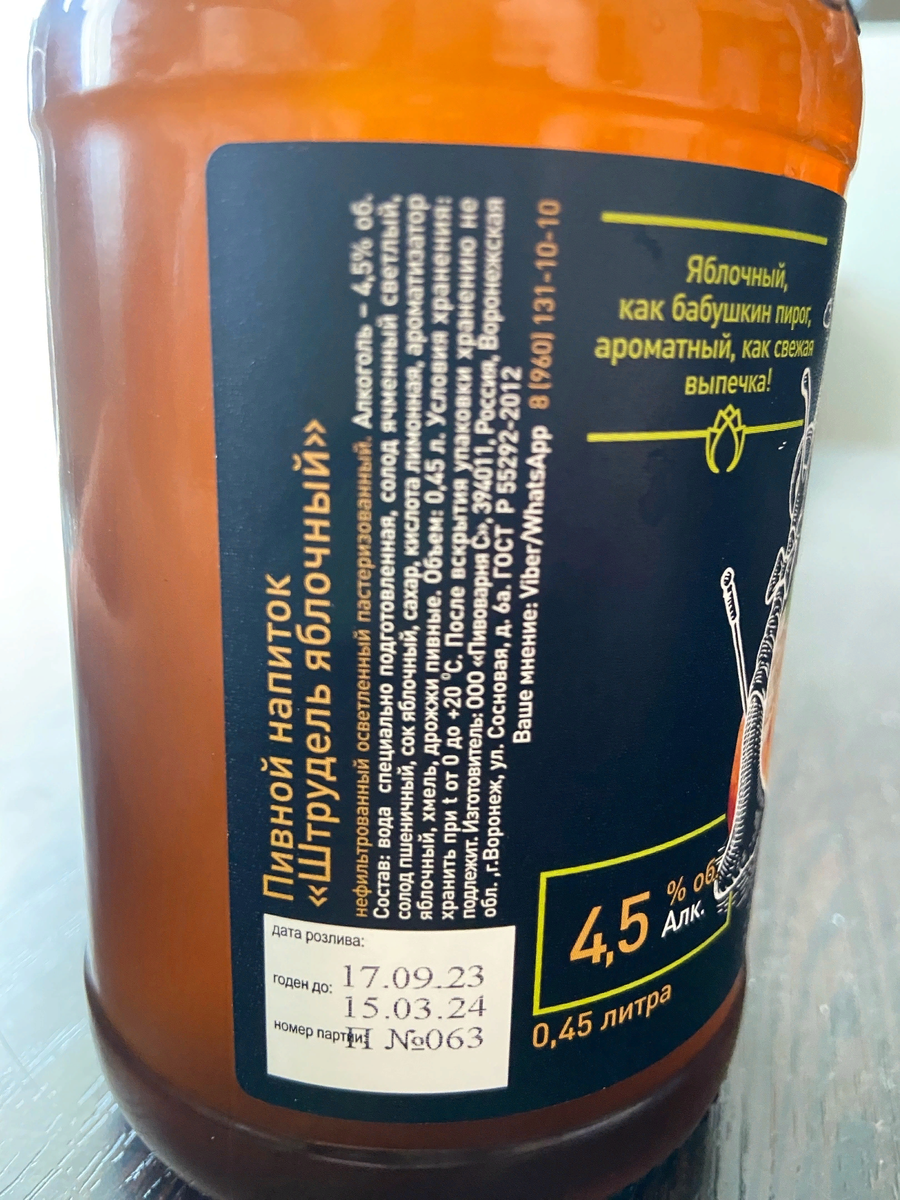 Пивной напиток
«Штрудель яблочный»
нефильтрованный осветленный пастеризованный. Алкоголь – 4,5% об.
Состав: вода специально подготовленная, солод ячменный светлый,
солод пшеничный, сок яблочный, сахар, кислота лимонная, ароматизатор
яблочный, хмель, дрожжи пивные. Объем: 0,45 л. Условия хранения:
хранить при t от 0 до +20 °С. После вскрытия упаковки хранению не
подлежит. Изготовитель: ООО «Пивоварня С», 394011, Россия, Воронежская
обл. ,г.Воронеж, ул. Сосновая, д. 6а. ГОСТ Р 55292-2012
Ваше мнение: Viber/WhatsApp 8 (960) 131-10-10
дата розлива:
годен до: 17.09.23
15.03.24
номер партии: П №063
Яблочный,
как бабушкин пирог,
ароматный, как свежая
выпечка!
4,5 % об.
Алк.
0,45 литра